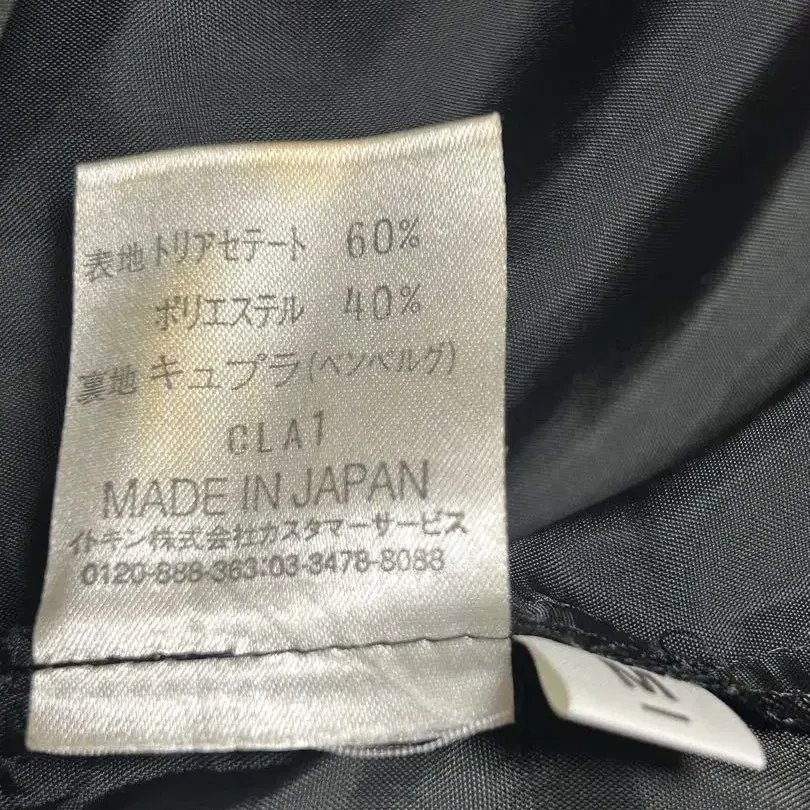 表地 トリアセテート 60%
ポリエステル 40%
裏地 キュプラ(ベンベルグ)
CLA1
MADE IN JAPAN
イトキン株式会社カスタマーサービス
0120-888-363:03-3478-8088
M